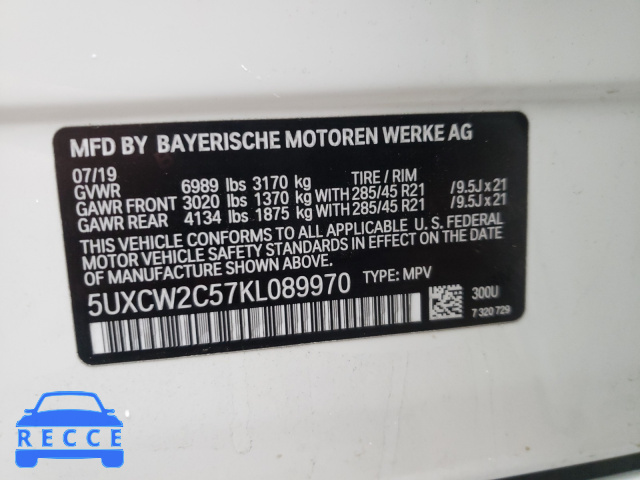 MFD BY BAYERISCHE MOTOREN WERKE AG
07/19 TIRE / RIM
GVWR 6989 lbs 3170 kg
GAWR FRONT 3020 lbs 1370 kg WITH 285/45 R21 /9.5J x 21
GAWR REAR 4134 lbs 1875 kg WITH 285/45 R21 /9.5J x 21
THIS VEHICLE CONFORMS TO ALL APPLICABLE U. S. FEDERAL
MOTOR VEHICLE SAFETY STANDARDS IN EFFECT ON THE DATE OF
MANUFACTURE SHOWN ABOVE.
5UXCW2C57KL089970 TYPE: MPV
300U
7 320 729
RECCE